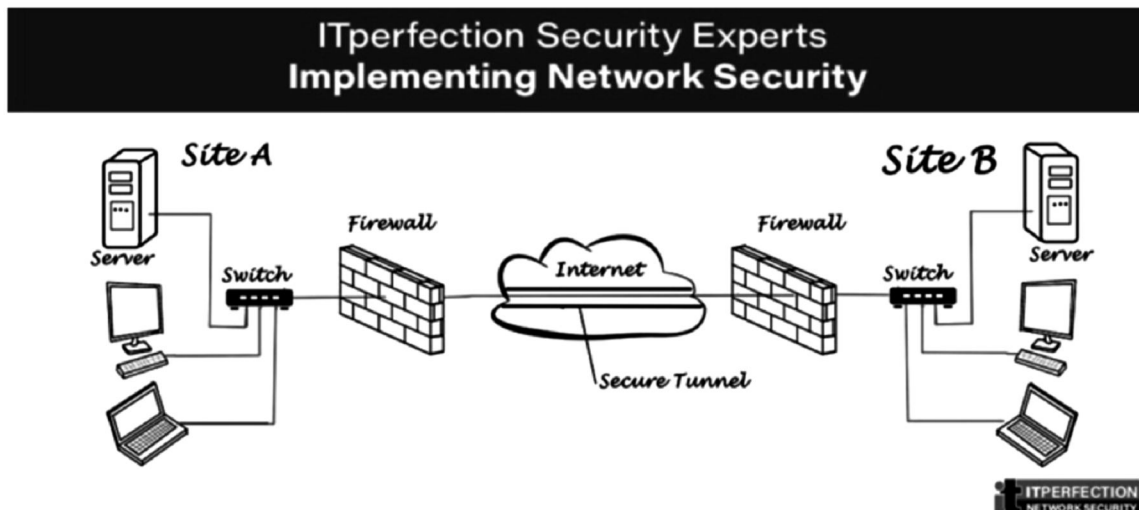 ITperfection Security Experts
Implementing Network Security
Site A
Site B
Firewall
Firewall
Server
Switch
Internet
Switch
Server
Secure Tunnel
ITPERFECTION
NETWORK SECURITY